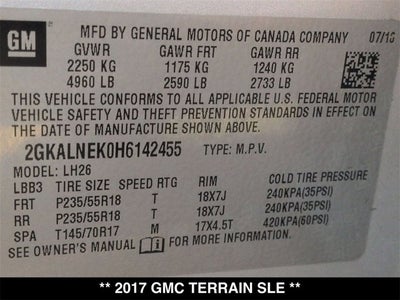 GM
MFD BY GENERAL MOTORS OF CANADA COMPANY 07/16
GVWR GAWR FRT GAWR RR
2250 KG 1175 KG 1240 KG
4960 LB 2590 LB 2733 LB
THIS VEHICLE CONFORMS TO ALL APPLICABLE U.S. FEDERAL MOTOR
VEHICLE SAFETY AND THEFT PREVENTION STANDARDS IN EFFECT ON
THE DATE OF MANUFACTURE SHOWN ABOVE.
2GKALNEK0H6142455 TYPE: M.P.V.
MODEL: LH26
LBB3 TIRE SIZE SPEED RTG RIM COLD TIRE PRESSURE
FRT P235/55R18 T 18X7J 240KPA(35PSI)
RR P235/55R18 T 18X7J 240KPA(35PSI)
SPA T145/70R17 M 17X4.5T 420KPA(60PSI)
SEE OWNER'S MANUAL FOR MORE INFORMATION.
** 2017 GMC TERRAIN SLE **